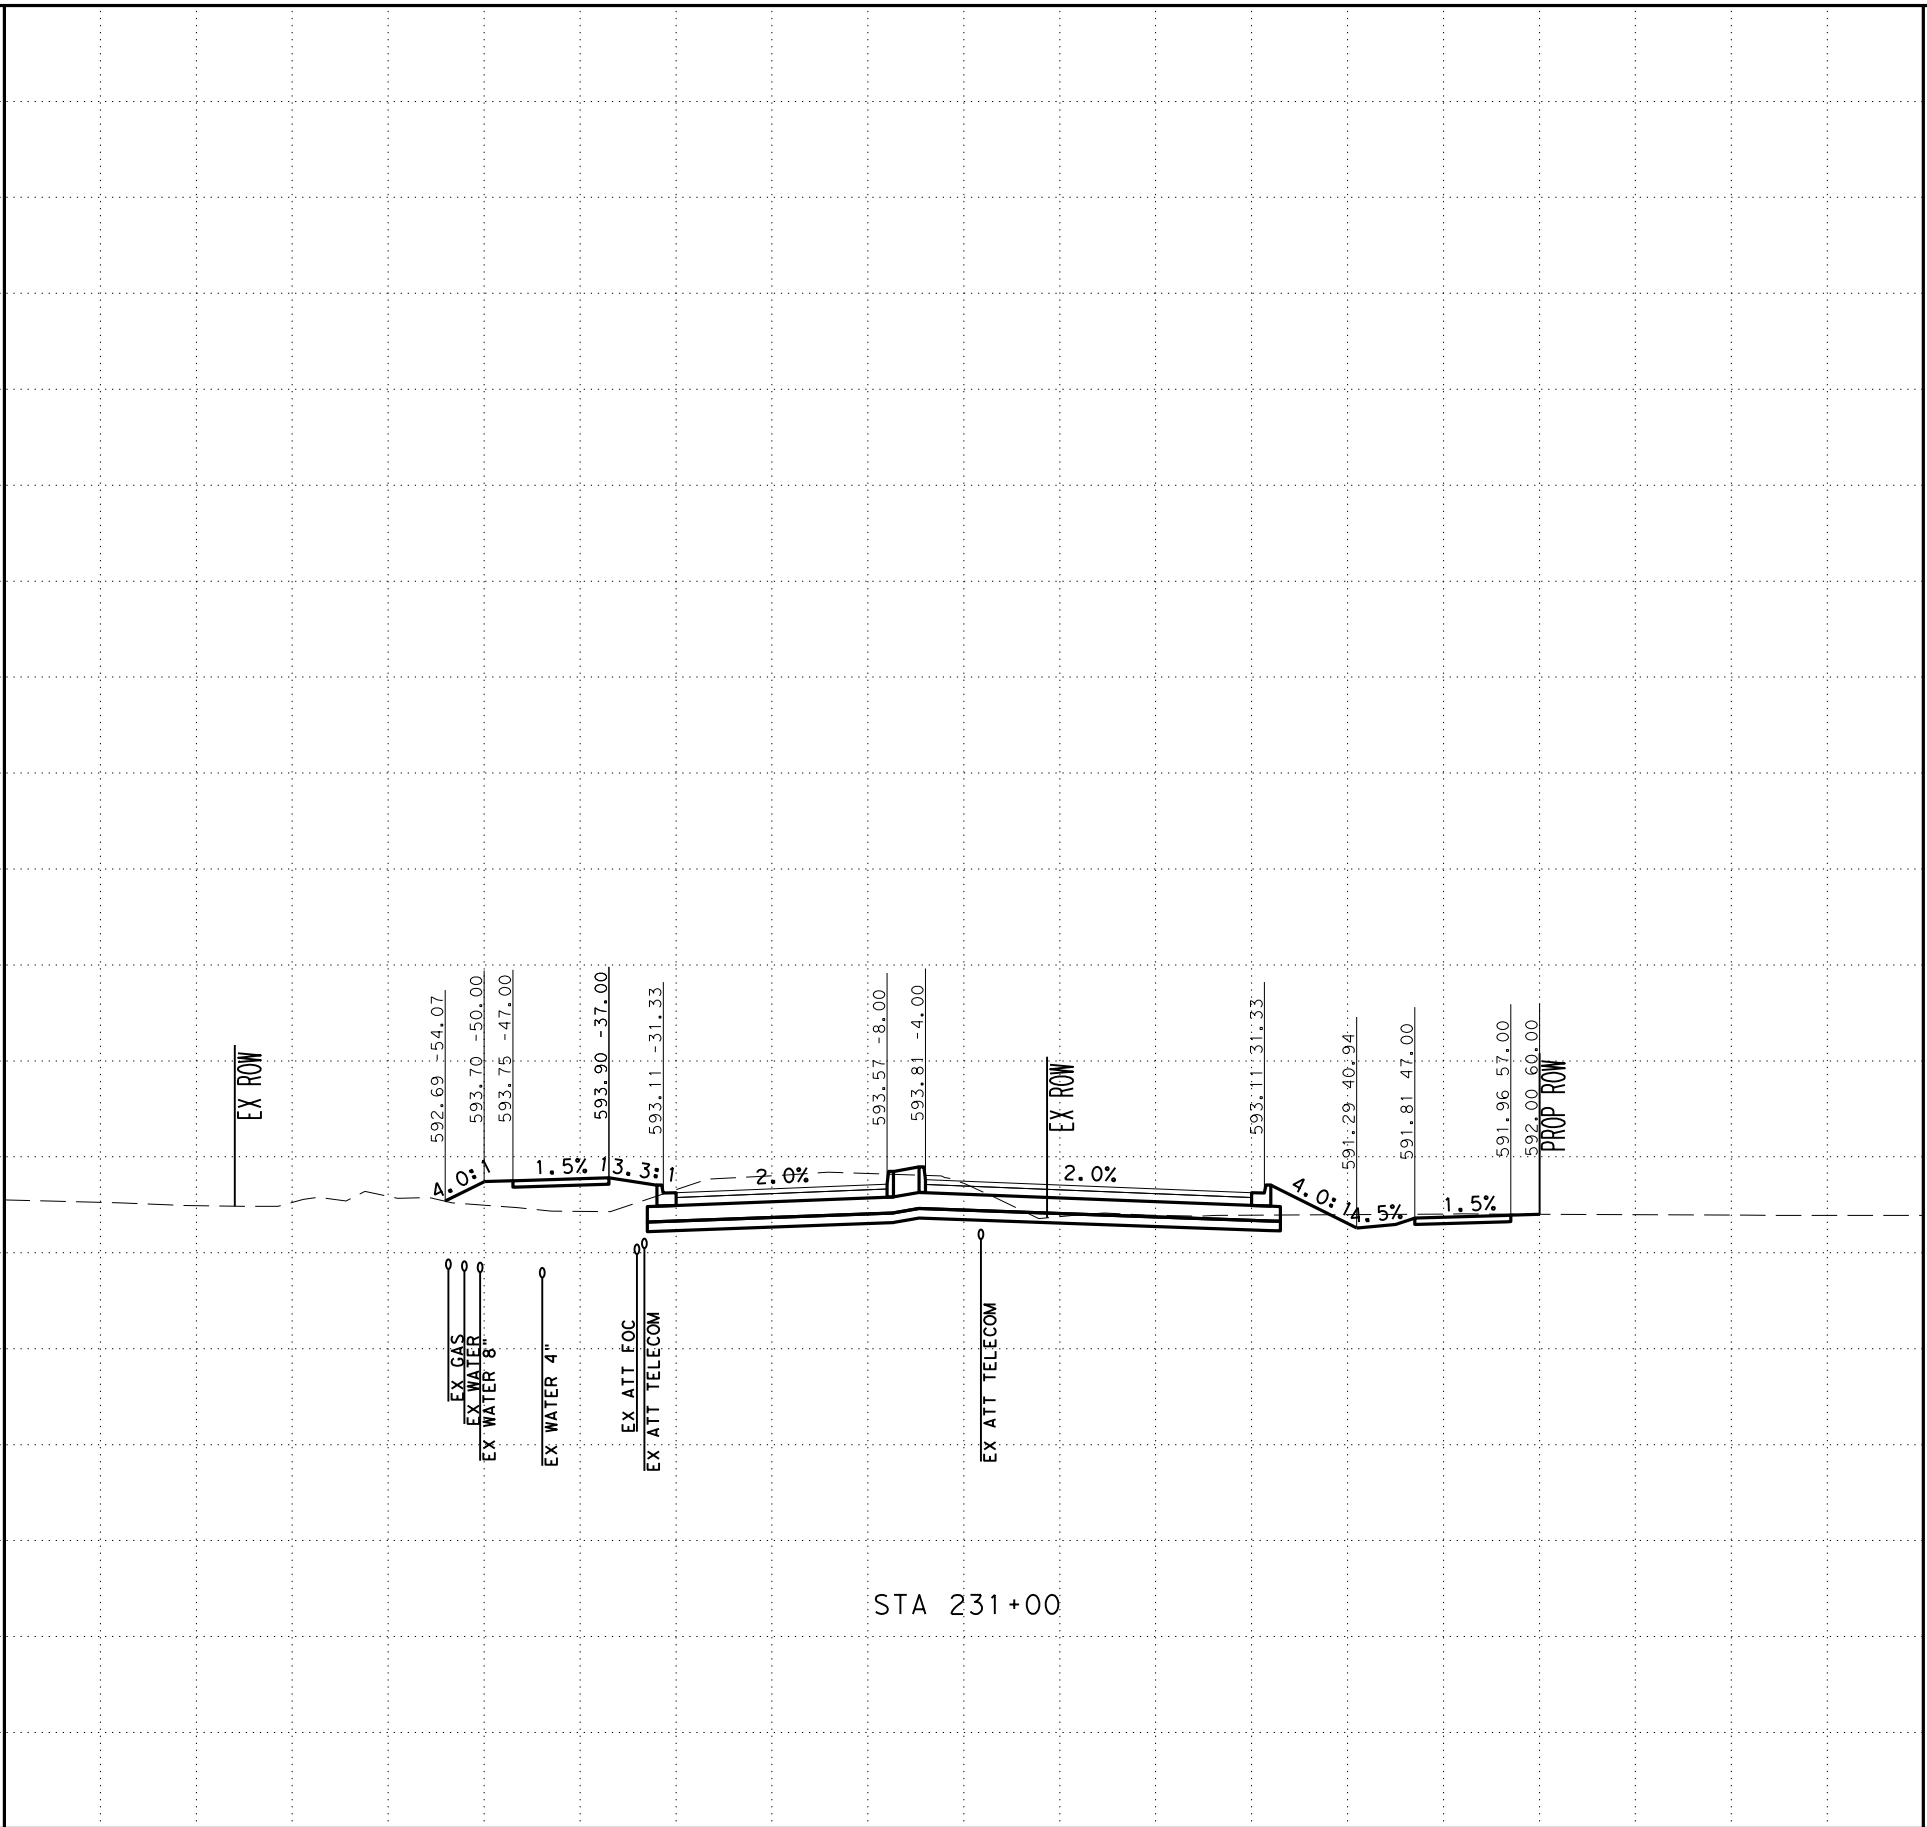 EX ROW
592.69 -54.07
593.70 -50.00
593.75 -47.00
593.90 -37.00
593.11 -31.33
593.57 -8.00
593.81 -4.00
EX ROW
593.11 31.33
591.29 40.94
591.81 47.00
591.96 57.00
592.00 60.00
PROP ROW
4.0:1
1.5%
13.3:1
2.0%
2.0%
4.0:1
4.5%
1.5%
EX GAS
EX WATER
EX WATER 8"
EX WATER 4"
EX ATT FOC
EX ATT TELECOM
EX ATT TELECOM
STA 231+00